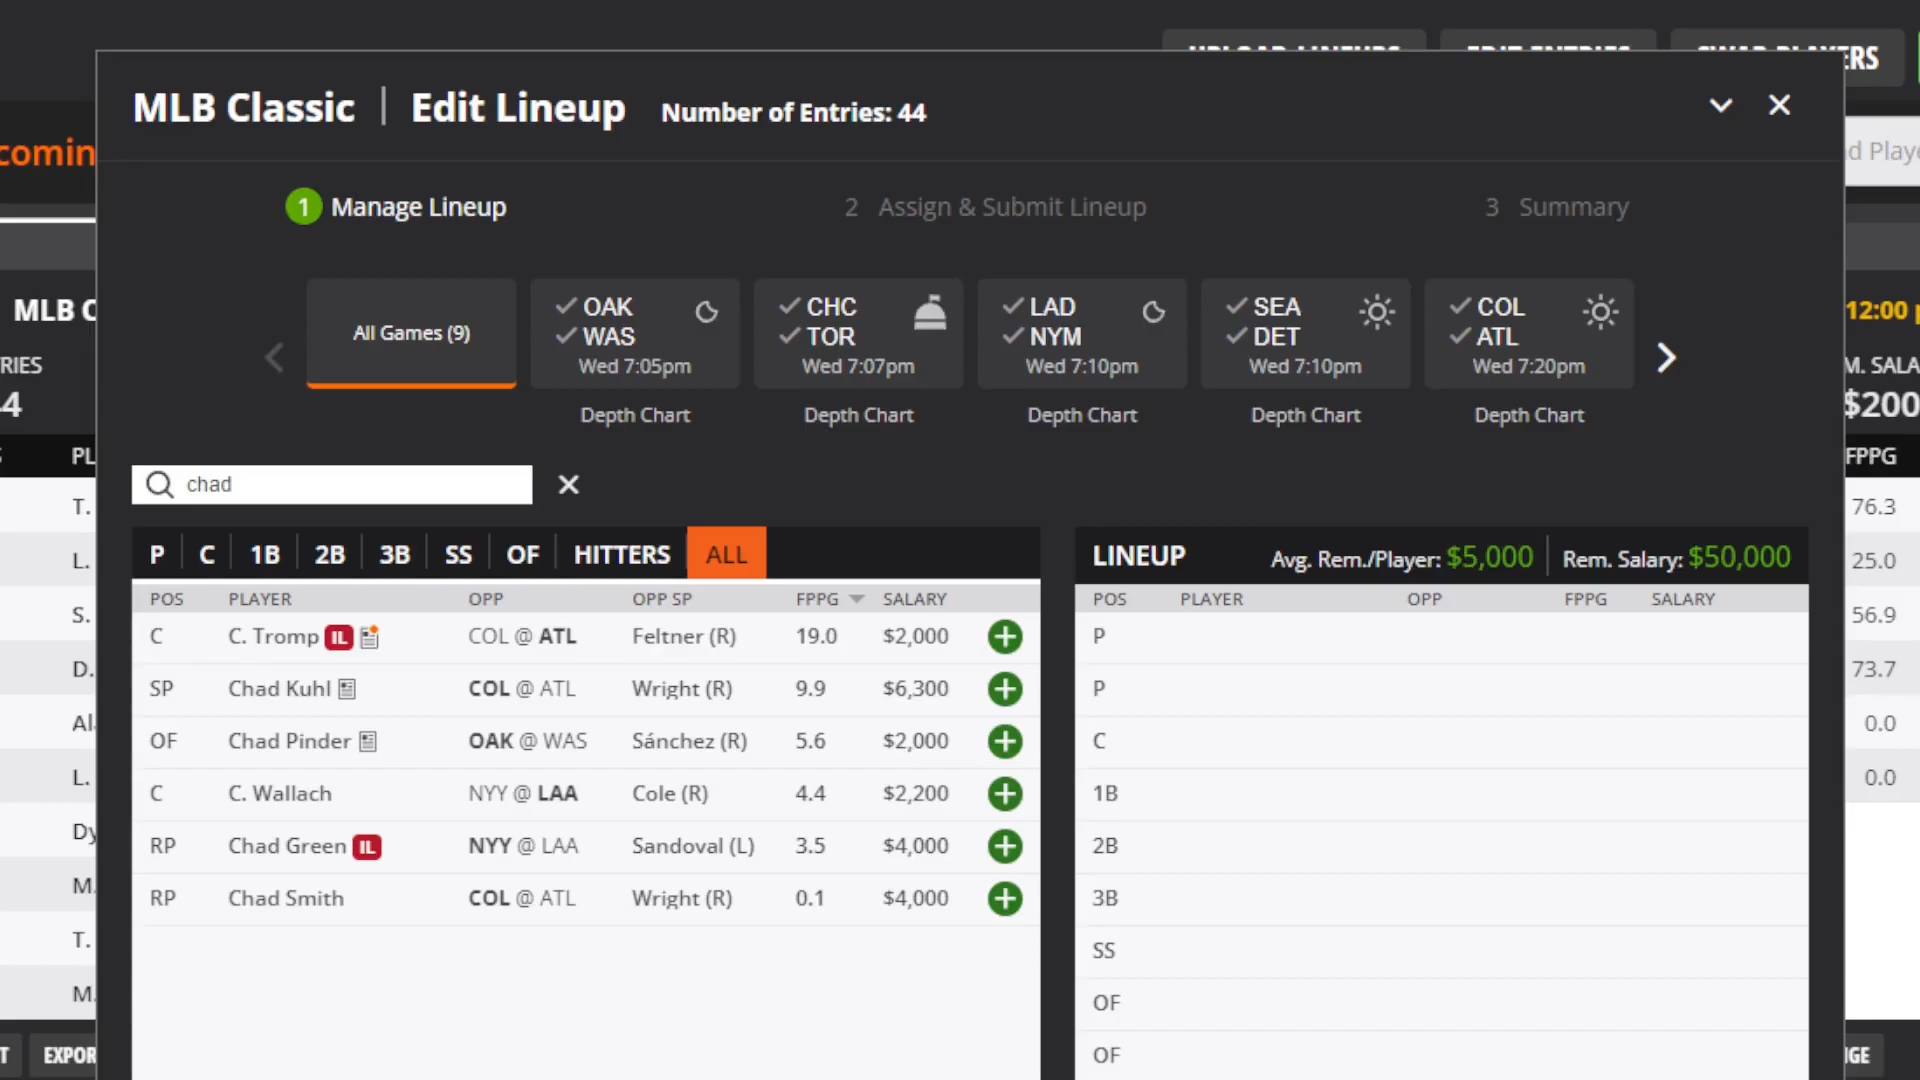 MLB Classic | Edit Lineup Number of Entries: 44
1 Manage Lineup
2 Assign & Submit Lineup
3 Summary
All Games (9)
OAK
WAS
Wed 7:05pm
Depth Chart
CHC
TOR
Wed 7:07pm
Depth Chart
LAD
NYM
Wed 7:10pm
Depth Chart
SEA
DET
Wed 7:10pm
Depth Chart
COL
ATL
Wed 7:20pm
Depth Chart
chad
P C 1B 2B 3B SS OF HITTERS ALL
POS PLAYER OPP OPP SP FPPG SALARY
C C. Tromp IL COL @ ATL Feltner (R) 19.0 $2,000
SP Chad Kuhl COL @ ATL Wright (R) 9.9 $6,300
OF Chad Pinder OAK @ WAS Sánchez (R) 5.6 $2,000
C C. Wallach NYY @ LAA Cole (R) 4.4 $2,200
RP Chad Green IL NYY @ LAA Sandoval (L) 3.5 $4,000
RP Chad Smith COL @ ATL Wright (R) 0.1 $4,000
LINEUP Avg. Rem./Player: $5,000 Rem. Salary: $50,000
POS PLAYER OPP FPPG SALARY
P
P
C
1B
2B
3B
SS
OF
OF
comin
MLB C
RIES
4
PL
T.
L.
S.
D.
Al
L.
Dy
M.
T.
M.
T
EXPOR
ERS
d Playe
12:00 p
M. SALA
$200
FPPG
76.3
25.0
56.9
73.7
0.0
0.0
GE